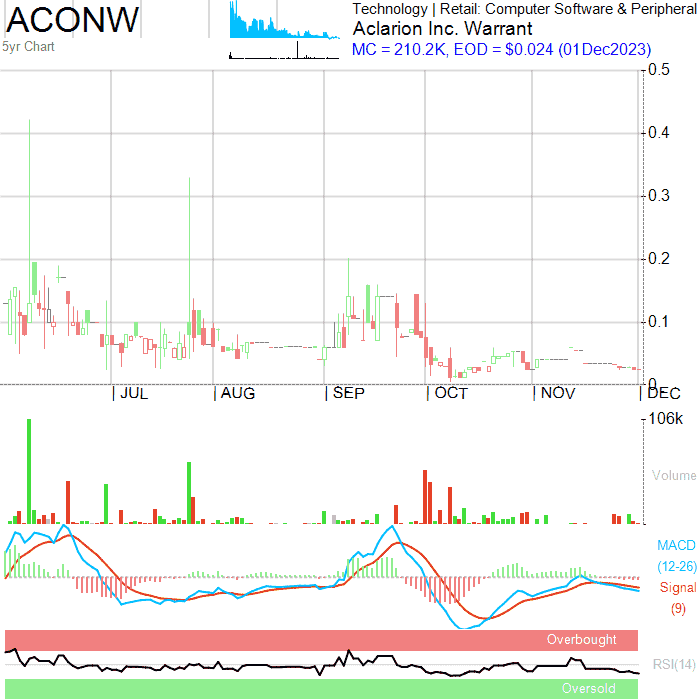 ACONW
Technology | Retail: Computer Software & Peripheral
Aclarion Inc. Warrant
5yr Chart
MC = 210.2K, EOD = $0.024 (01Dec2023)
0.5
0.4
0.3
0.2
0.1
0
JUL AUG SEP OCT NOV DEC
106k
Volume
MACD
(12-26)
Signal
(9)
Overbought
RSI(14)
Oversold